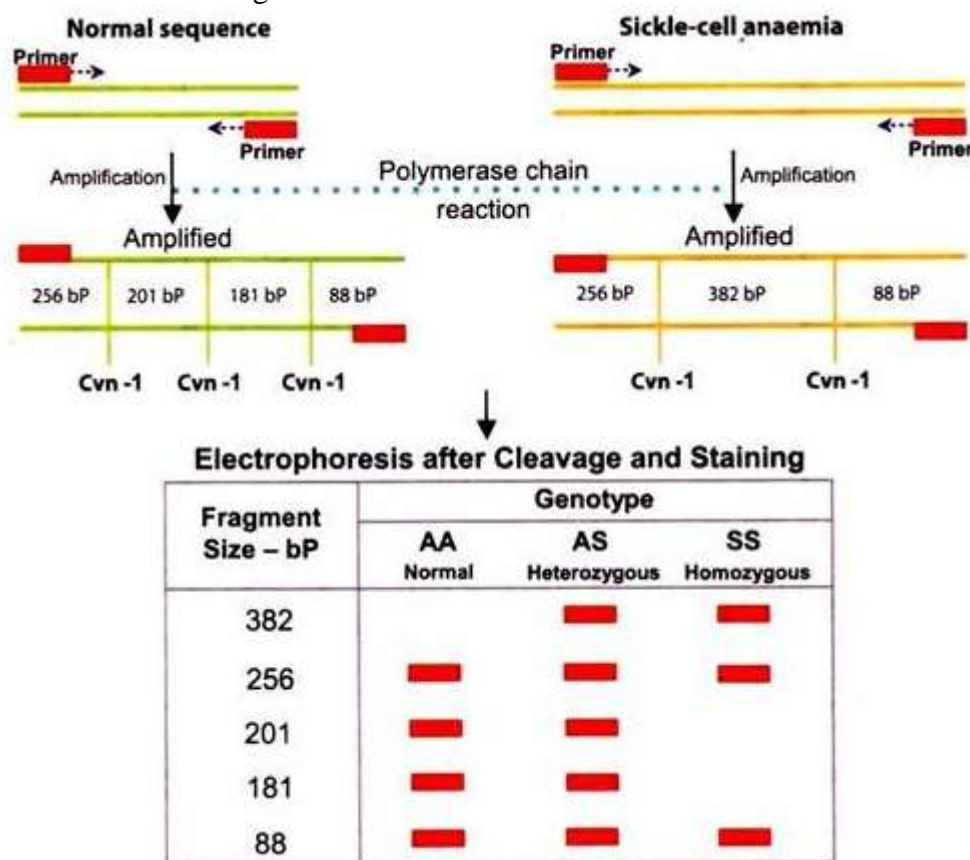 Normal sequence
Sickle-cell anaemia
Primer
Primer
Primer
Primer
Amplification
Polymerase chain
reaction
Amplification
Amplified
Amplified
256 bP 201 bP 181 bP 88 bP
256 bP 382 bP 88 bP
Cvn -1 Cvn -1 Cvn -1
Cvn -1 Cvn -1
Electrophoresis after Cleavage and Staining
Fragment
Size – bP
Genotype
AA AS SS
Normal Heterozygous Homozygous
382
256
201
181
88